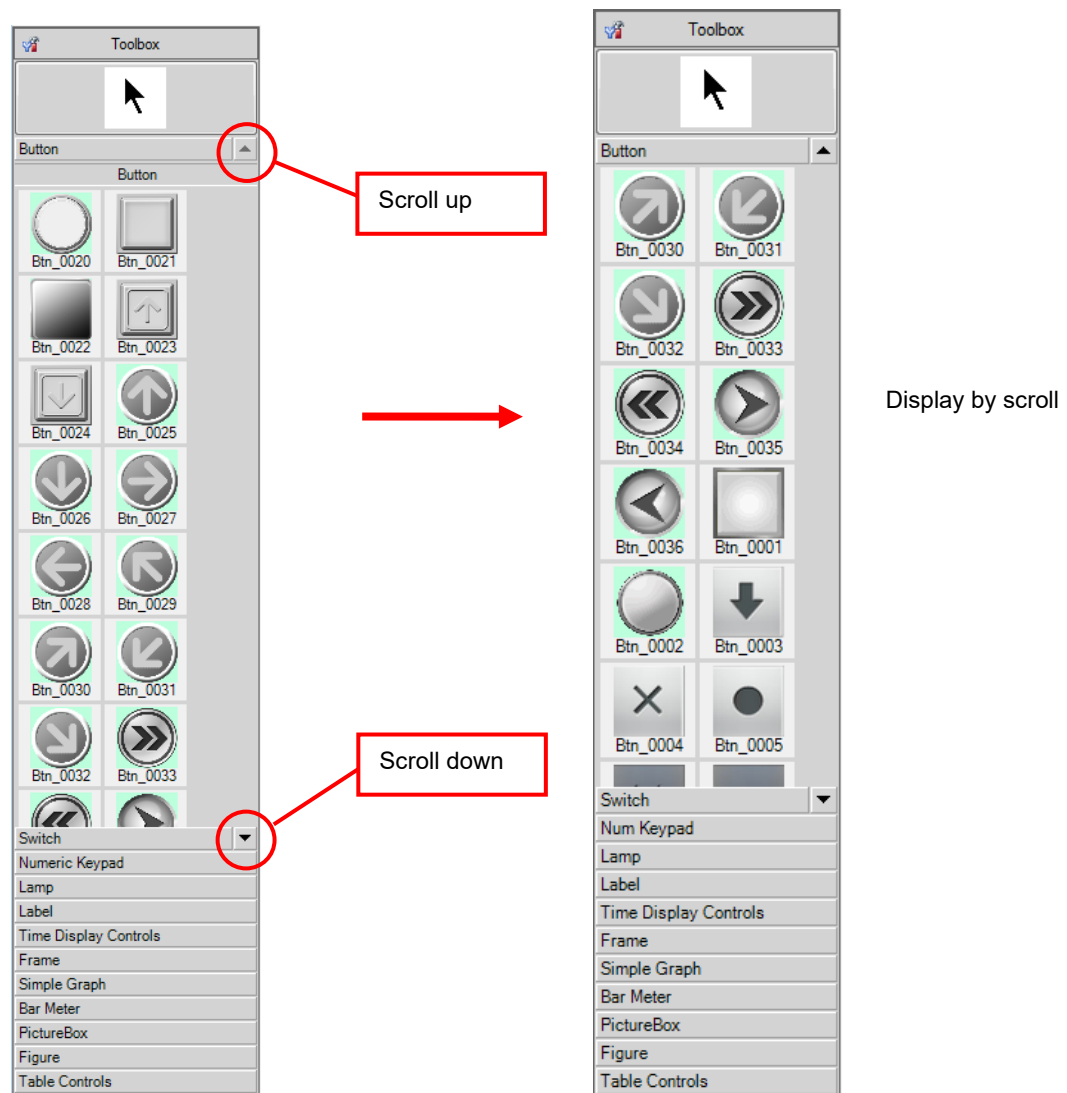 Toolbox
Button
Button
Btn_0020 Btn_0021
Btn_0022 Btn_0023
Btn_0024 Btn_0025
Btn_0026 Btn_0027
Btn_0028 Btn_0029
Btn_0030 Btn_0031
Btn_0032 Btn_0033
Switch
Numeric Keypad
Lamp
Label
Time Display Controls
Frame
Simple Graph
Bar Meter
PictureBox
Figure
Table Controls
Scroll up
Scroll down
Toolbox
Button
Btn_0030 Btn_0031
Btn_0032 Btn_0033
Btn_0034 Btn_0035
Btn_0036 Btn_0001
Btn_0002 Btn_0003
Btn_0004 Btn_0005
Switch
Num Keypad
Lamp
Label
Time Display Controls
Frame
Simple Graph
Bar Meter
PictureBox
Figure
Table Controls
Display by scroll